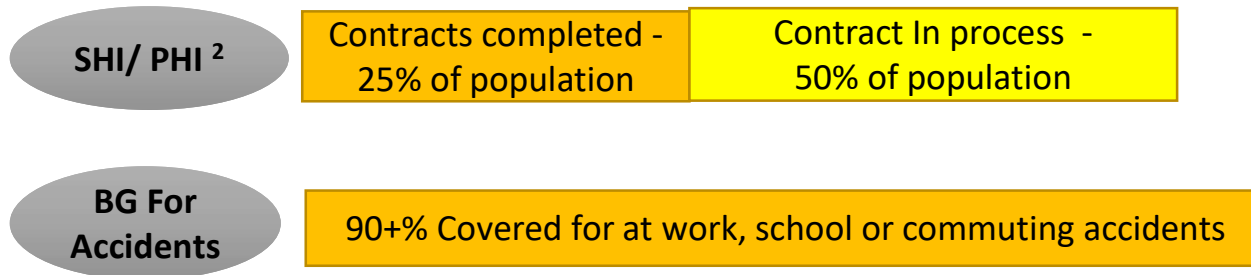 SHI/ PHI ²
Contracts completed -
25% of population
Contract In process -
50% of population
BG For
Accidents
90+% Covered for at work, school or commuting accidents